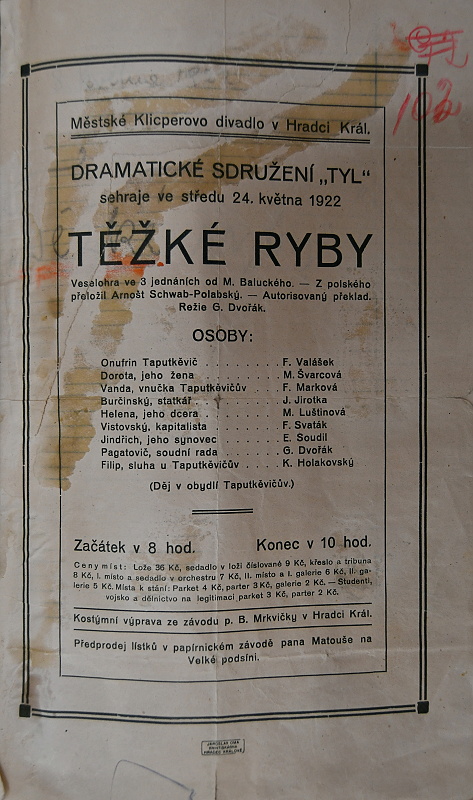 102
Městské Klicperovo divadlo v Hradci Král.
DRAMATICKÉ SDRUŽENÍ „TYL“
sehraje ve středu 24. května 1922
TĚŽKÉ RYBY
Veselohra ve 3 jednáních od M. Baluckého. — Z polského
přeložil Arnošt Schwab-Polabský. — Autorisovaný překlad.
Režie G. Dvořák.
OSOBY:
Onufrin Taputkěvič . . . . . . . . F. Valášek
Dorota, jeho žena . . . . . . . . M. Švarcová
Vanda, vnučka Taputkěvičův . . . . F. Marková
Burčinský, statkář . . . . . . . . J. Jirotka
Helena, jeho dcera . . . . . . . . M. Luštinová
Vistovský, kapitalista . . . . . . F. Svaták
Jindřich, jeho synovec . . . . . . E. Soudil
Pagatovič, soudní rada . . . . . . G. Dvořák
Filip, sluha u Taputkěvičův . . . . K. Holakovský
(Děj v obydlí Taputkěvičův.)
Začátek v 8 hod. Konec v 10 hod.
Ceny míst: Lože 36 Kč, sedadlo v loži číslované 9 Kč, křeslo a tribuna
8 Kč, I. místo a sedadlo v orchestru 7 Kč, II. místo a I. galerie 6 Kč, II. ga-
lerie 5 Kč. Místa k stání: Parket 4 Kč, parter 3 Kč, galerie 2 Kč. — Studenti,
vojsko a dělnictvo na legitimaci parket 3 Kč, parter 2 Kč.
Kostýmní výprava ze závodu p. B. Mrkvičky v Hradci Král.
Předprodej lístků v papírnickém závodě pana Matouše na
Velké podsíni.
HRADEC KRÁLOVÉ